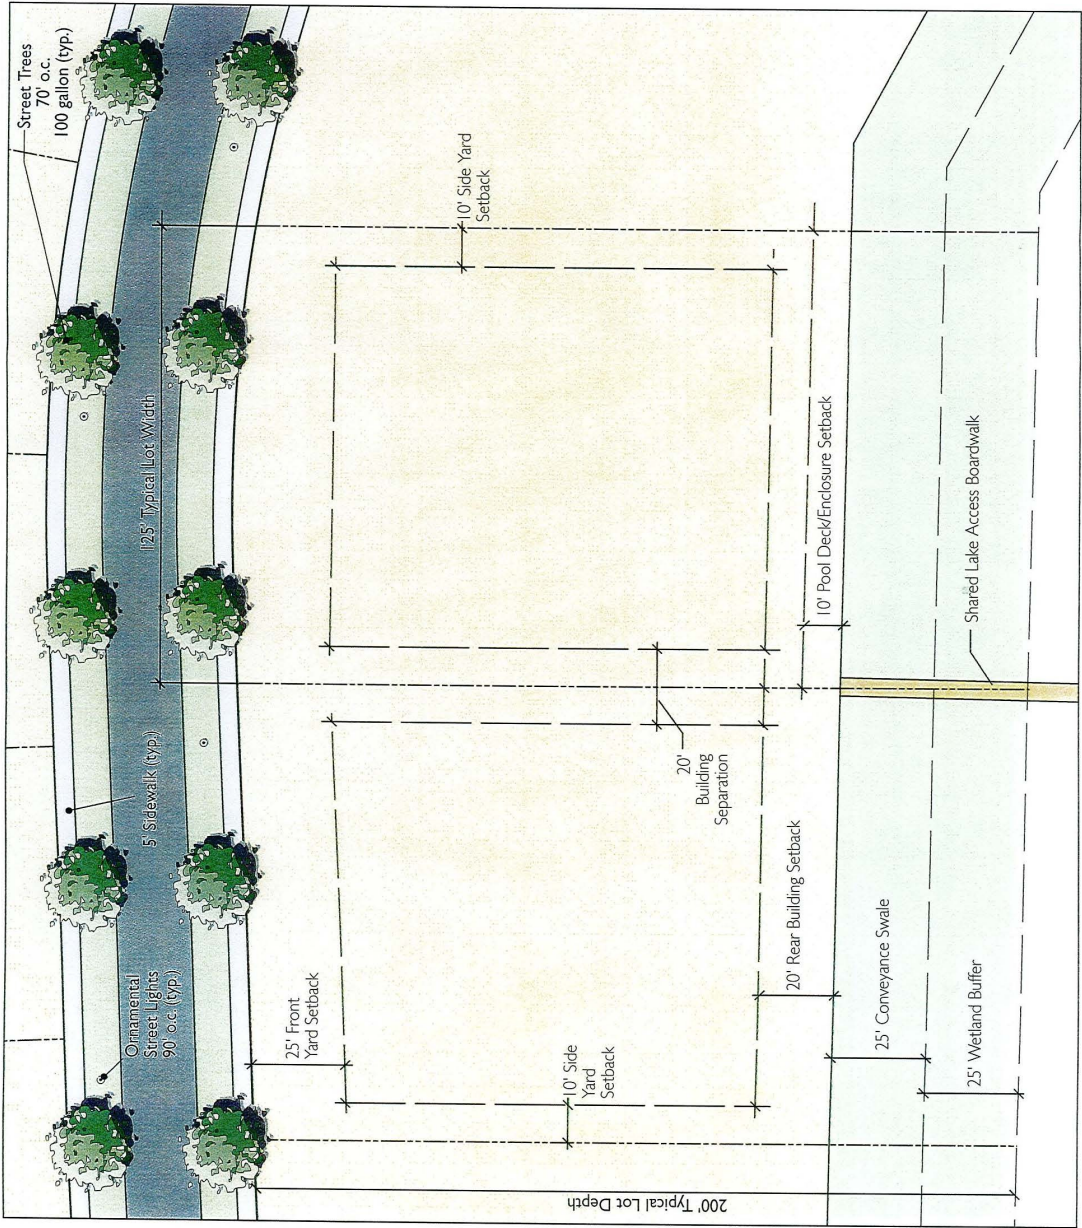 Street Trees
70' o.c.
100 gallon (typ.)
10' Side Yard
Setback
125' Typical Lot Width
10' Pool Deck/Enclosure Setback
Shared Lake Access Boardwalk
5' Sidewalk (typ.)
20'
Building
Separation
20' Rear Building Setback
Ornamental
Street Lights
90' o.c. (typ.)
25' Front
Yard Setback
25' Conveyance Swale
10' Side
Yard
Setback
25' Wetland Buffer
200' Typical Lot Depth